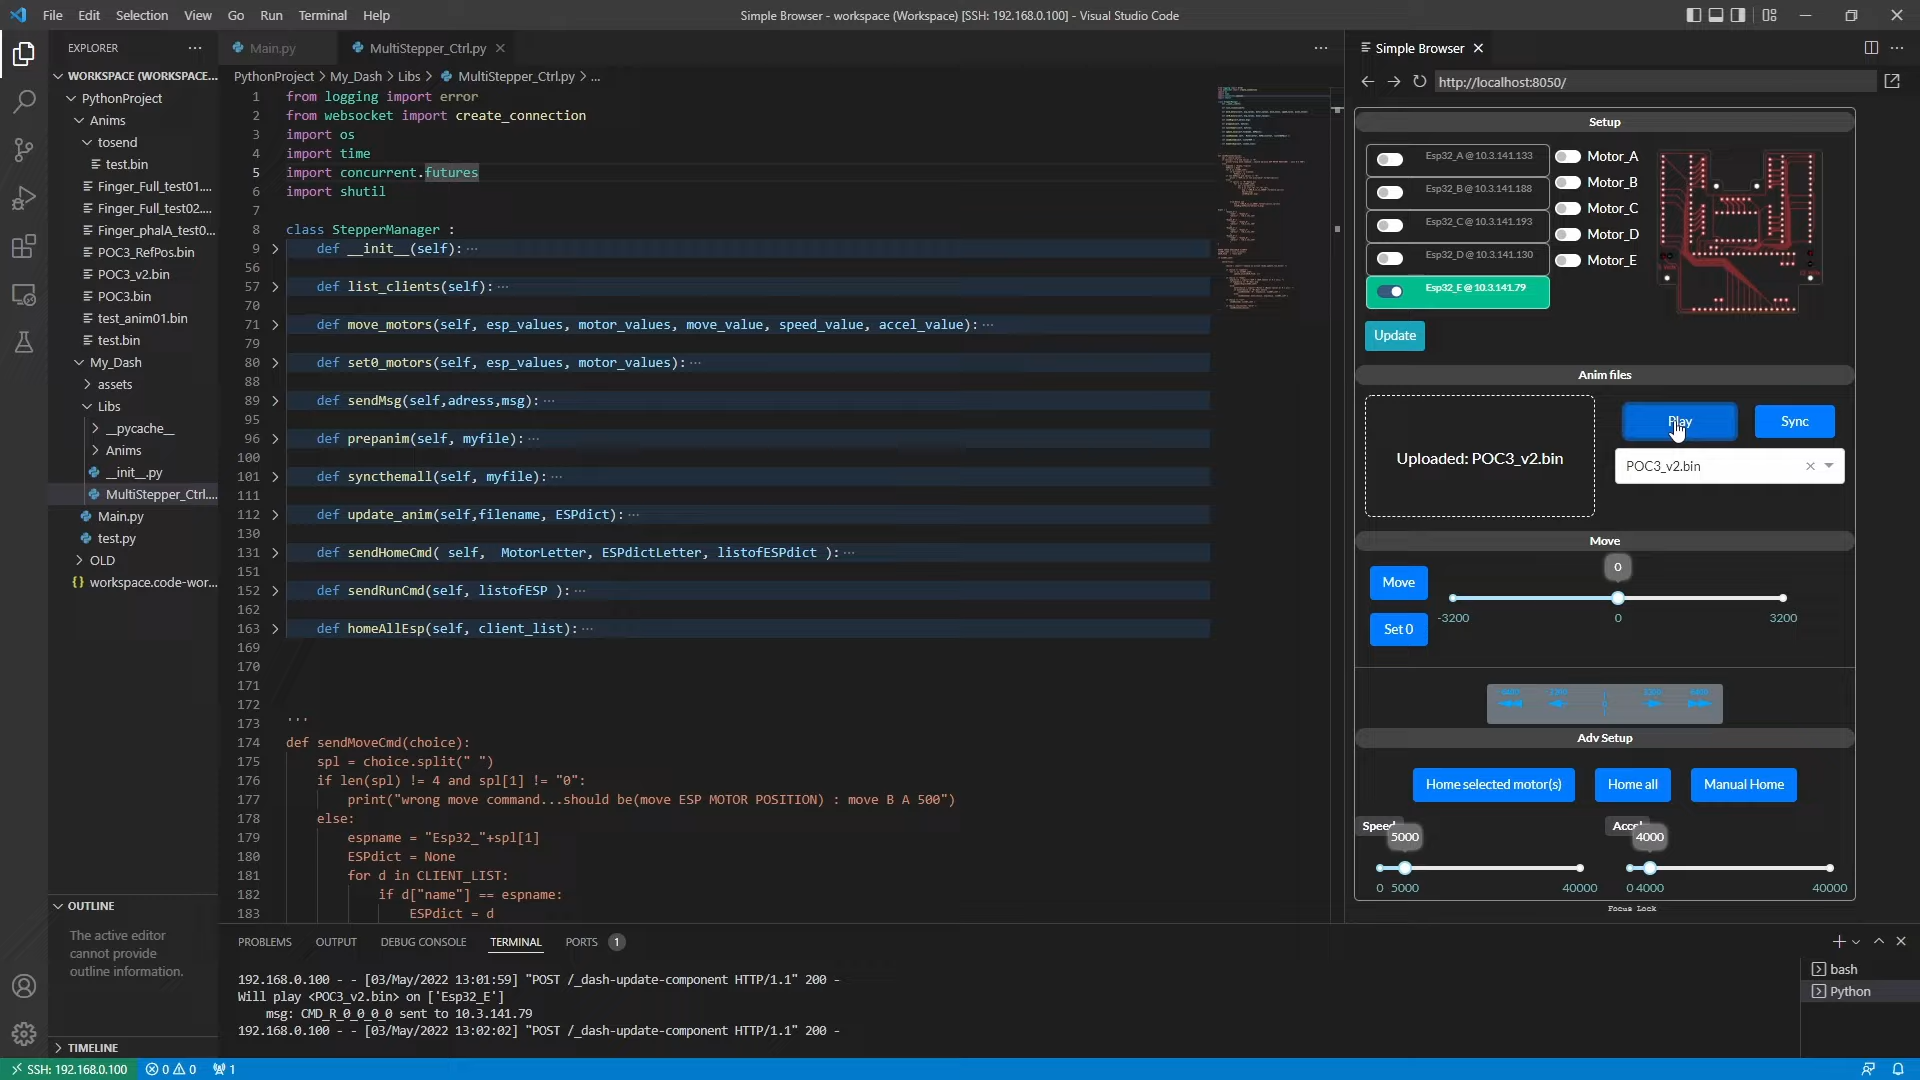 File Edit Selection View Go Run Terminal Help
Simple Browser - workspace (Workspace) [SSH: 192.168.0.100] - Visual Studio Code
EXPLORER
WORKSPACE (WORKSPACE...
PythonProject
Anims
tosend
test.bin
Finger_Full_test01....
Finger_Full_test02....
Finger_phalA_test0...
POC3_RefPos.bin
POC3_v2.bin
POC3.bin
test_anim01.bin
test.bin
My_Dash
assets
Libs
__pycache__
Anims
__init__.py
MultiStepper_Ctrl....
Main.py
test.py
OLD
workspace.code-wor...
OUTLINE
The active editor
cannot provide
outline information.
TIMELINE
Main.py
MultiStepper_Ctrl.py
PythonProject > My_Dash > Libs > MultiStepper_Ctrl.py > ...
1 from logging import error
2 from websocket import create_connection
3 import os
4 import time
5 import concurrent.futures
6 import shutil
7
8 class StepperManager :
9 def __init__(self): ...
56
57 def list_clients(self): ...
70
71 def move_motors(self, esp_values, motor_values, move_value, speed_value, accel_value): ...
79
80 def set0_motors(self, esp_values, motor_values): ...
88
89 def sendMsg(self,adress,msg): ...
95
96 def prepanim(self, myfile): ...
100
101 def syncthemall(self, myfile): ...
111
112 def update_anim(self,filename, ESPdict): ...
130
131 def sendHomeCmd( self,  MotorLetter, ESPdictLetter, listofESPdict ): ...
151
152 def sendRunCmd(self, listofESP ): ...
162
163 def homeAllEsp(self, client_list): ...
169
170
171
172
173 '''
174 def sendMoveCmd(choice):
175 spl = choice.split(" ")
176 if len(spl) != 4 and spl[1] != "0":
177 print("wrong move command...should be(move ESP MOTOR POSITION) : move B A 500")
178 else:
179 espname = "Esp32_"+spl[1]
180 ESPdict = None
181 for d in CLIENT_LIST:
182 if d["name"] == espname:
183 ESPdict = d
Simple Browser
http://localhost:8050/
Setup
Esp32_A @ 10.3.141.133
Esp32_B @ 10.3.141.188
Esp32_C @ 10.3.141.193
Esp32_D @ 10.3.141.130
Esp32_E @ 10.3.141.79
Motor_A
Motor_B
Motor_C
Motor_D
Motor_E
Update
Anim files
Uploaded: POC3_v2.bin
Play
Sync
POC3_v2.bin
Move
Move
Set 0
0
-3200
0
3200
Adv Setup
Home selected motor(s)
Home all
Manual Home
Speed
5000
0 5000 40000
Accel
4000
0 4000 40000
Focus Lock
PROBLEMS OUTPUT DEBUG CONSOLE TERMINAL PORTS 1
192.168.0.100 - - [03/May/2022 13:01:59] "POST /_dash-update-component HTTP/1.1" 200 -
Will play <POC3_v2.bin> on ['Esp32_E']
msg: CMD_R_0_0_0_0 sent to 10.3.141.79
192.168.0.100 - - [03/May/2022 13:02:02] "POST /_dash-update-component HTTP/1.1" 200 -
bash
Python
SSH: 192.168.0.100
0 0
1